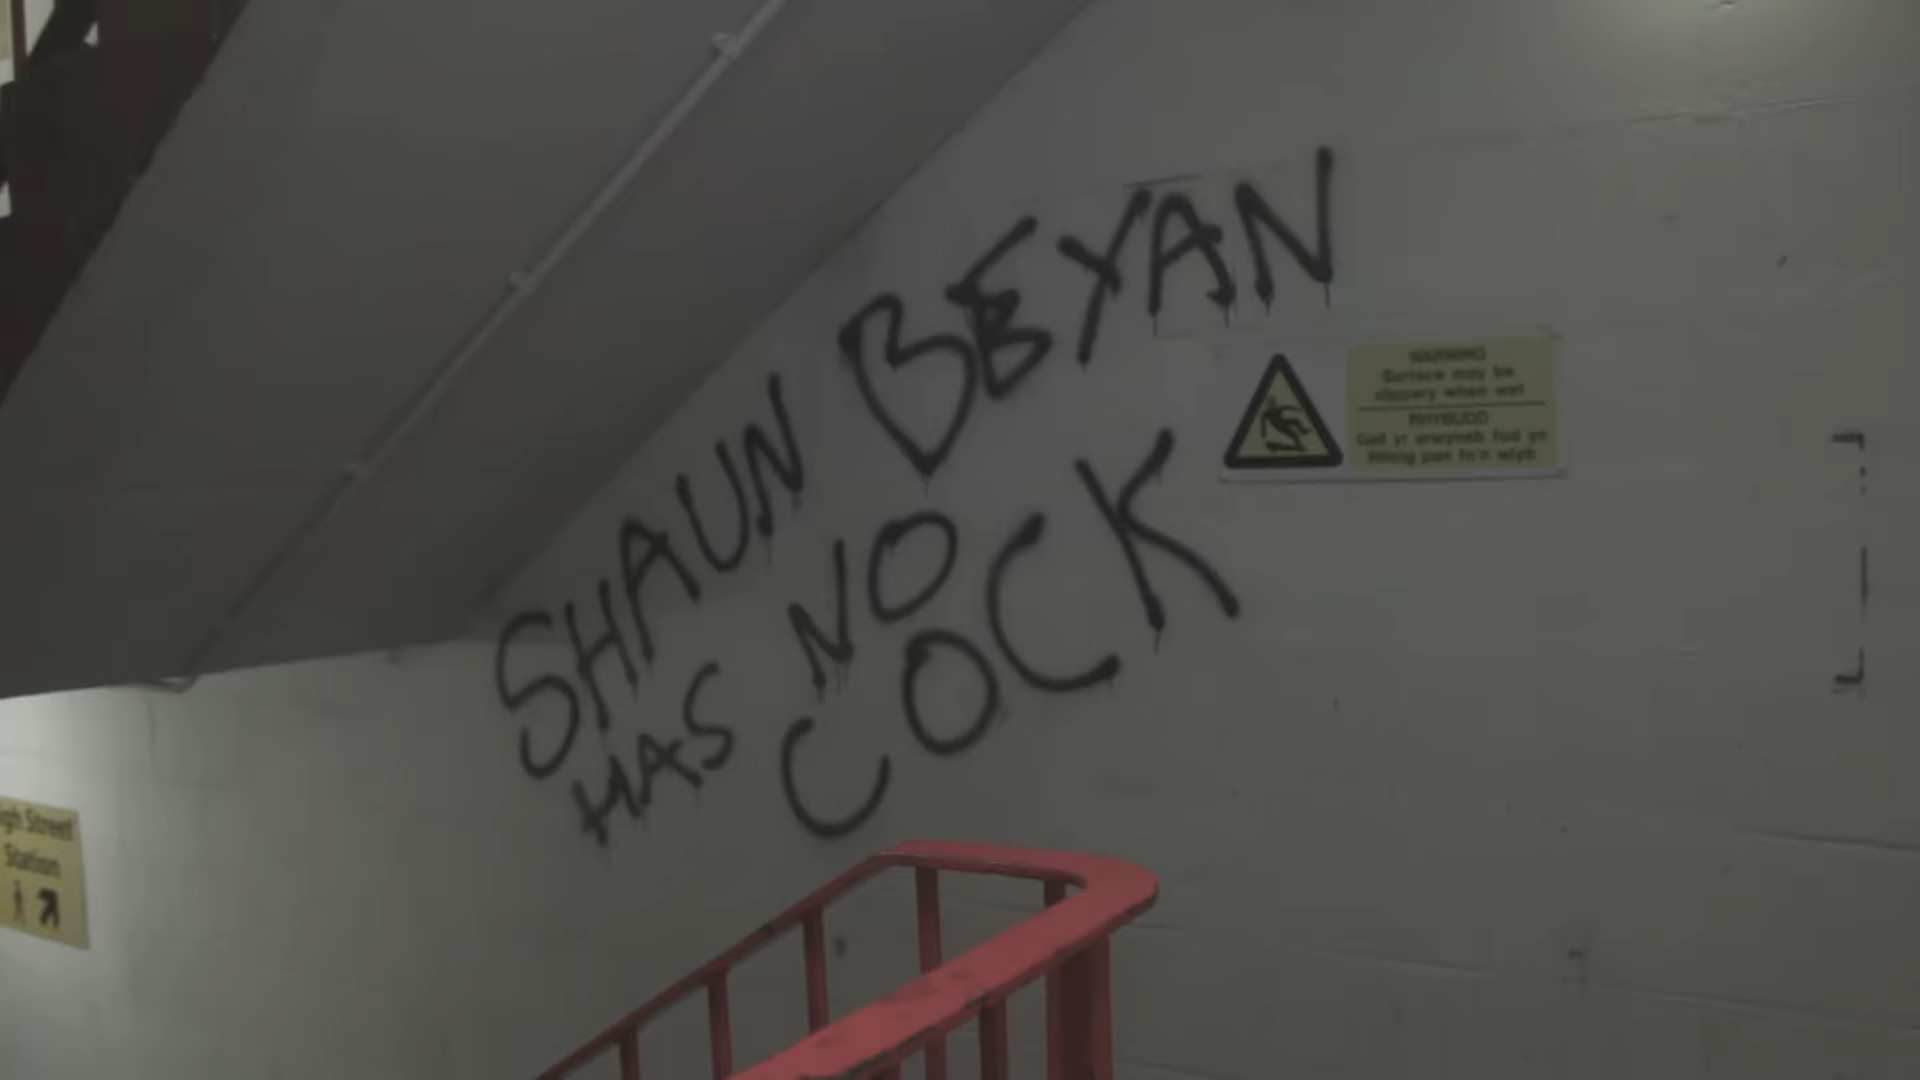 SHAUN BEYAN
HAS NO
COCK
WARNING
Surface may be
slippery when wet
RHYBUDD
Gall yr arwyneb fod yn
llithrig pan fo'n wlyb
igh Street
Station